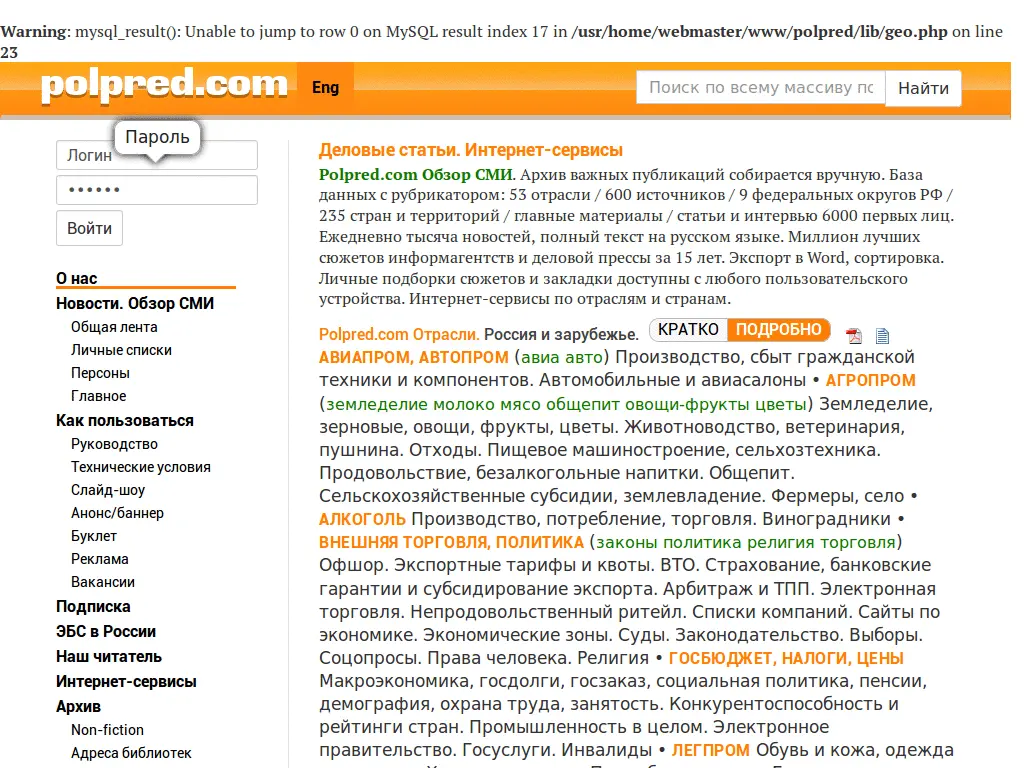 Warning: mysql_result(): Unable to jump to row 0 on MySQL result index 17 in /usr/home/webmaster/www/polpred/lib/geo.php on line
23
polpred.com
Eng
Поиск по всему массиву пс
Найти
Пароль
Логин
••••••
Войти
О нас
Новости. Обзор СМИ
Общая лента
Личные списки
Персоны
Главное
Как пользоваться
Руководство
Технические условия
Слайд-шоу
Анонс/баннер
Буклет
Реклама
Вакансии
Подписка
ЭБС в России
Наш читатель
Интернет-сервисы
Архив
Non-fiction
Адреса библиотек
Деловые статьи. Интернет-сервисы
Polpred.com Обзор СМИ. Архив важных публикаций собирается вручную. База
данных с рубрикатором: 53 отрасли / 600 источников / 9 федеральных округов РФ /
235 стран и территорий / главные материалы / статьи и интервью 6000 первых лиц.
Ежедневно тысяча новостей, полный текст на русском языке. Миллион лучших
сюжетов информагентств и деловой прессы за 15 лет. Экспорт в Word, сортировка.
Личные подборки сюжетов и закладки доступны с любого пользовательского
устройства. Интернет-сервисы по отраслям и странам.
Polpred.com Отрасли. Россия и зарубежье. КРАТКО ПОДРОБНО
АВИАПРОМ, АВТОПРОМ (авиа авто) Производство, сбыт гражданской
техники и компонентов. Автомобильные и авиасалоны • АГРОПРОМ
(земледелие молоко мясо общепит овощи-фрукты цветы) Земледелие,
зерновые, овощи, фрукты, цветы. Животноводство, ветеринария,
пушнина. Отходы. Пищевое машиностроение, сельхозтехника.
Продовольствие, безалкогольные напитки. Общепит.
Сельскохозяйственные субсидии, землевладение. Фермеры, село •
АЛКОГОЛЬ Производство, потребление, торговля. Виноградники •
ВНЕШНЯЯ ТОРГОВЛЯ, ПОЛИТИКА (законы политика религия торговля)
Офшор. Экспортные тарифы и квоты. ВТО. Страхование, банковские
гарантии и субсидирование экспорта. Арбитраж и ТПП. Электронная
торговля. Непродовольственный ритейл. Списки компаний. Сайты по
экономике. Экономические зоны. Суды. Законодательство. Выборы.
Соцопросы. Права человека. Религия • ГОСБЮДЖЕТ, НАЛОГИ, ЦЕНЫ
Макроэкономика, госдолги, госзаказ, социальная политика, пенсии,
демография, охрана труда, занятость. Конкурентоспособность и
рейтинги стран. Промышленность в целом. Электронное
правительство. Госуслуги. Инвалиды • ЛЕГПРОМ Обувь и кожа, одежда